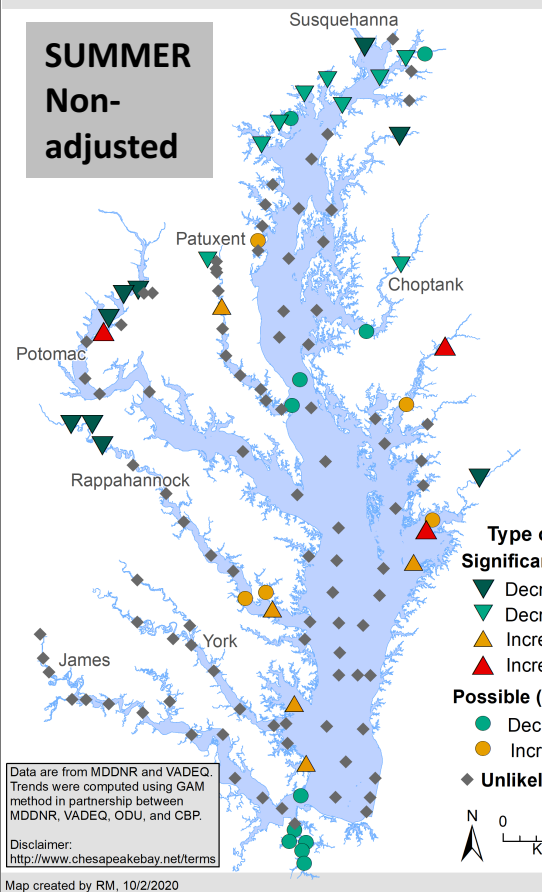 Susquehanna
SUMMER
Non-
adjusted
Patuxent
Choptank
Potomac
Rappahannock
York
James
Type
Significan
Decr
Decr
Incre
Incre
Possible (
Dec
Incr
Unlikel
N
0
K
Data are from MDDNR and VADEQ.
Trends were computed using GAM
method in partnership between
MDDNR, VADEQ, ODU, and CBP.
Disclaimer:
http://www.chesapeakebay.net/terms
Map created by RM, 10/2/2020